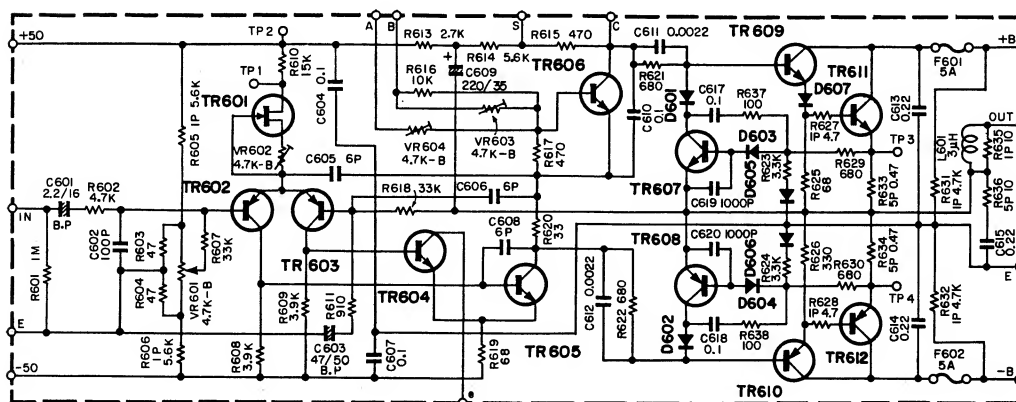 A
B
S
C
+50
TP2
R610
15K
TP1
TR601
C604
0.1
R613 2.7K
R614
5.6K
R615 470
C611 0.0022
TR609
+B
R616
10K
+
C609
220/35
TR606
R621
680
C610
0.1
D601
C617
0.1
R637
100
D607
TR611
F601
5A
R605 1P 5.6K
VR602
4.7K-B
VR603
4.7K-B
VR604
4.7K-B
R617
470
TR607
D603
D605
R623
3.3K
R627
1P 4.7
R625
68
R629
680
R633
5P 0.47
C613
0.22
TP3
L601
3μH
R635
1P 10
OUT
R631
1P 4.7K
R636
5P 10
C605 6P
C606 6P
R618 33K
C619 1000P
C601
2.2/16
B.P
R602
4.7K
IN
TR602
TR603
C602
100P
R603
47
R604
47
R607
33K
VR601
4.7K-B
R601 1M
C608
6P
R620
33
TR604
TR605
TR608
C620 1000P
D606
D604
R624
3.3K
R626
330
R630
680
R634
5P 0.47
C615
0.22
E
TP4
R609
3.9K
R611
910
C612 0.0022
R622 680
D602
C618
0.1
R638
100
R628
1P 4.7
TR612
C614
0.22
R632
1P 4.7K
E
C603
47/50
B.P
R606
1P
5.6K
R608
3.9K
C607
0.1
R619
68
F602
5A
-50
-B
TR610